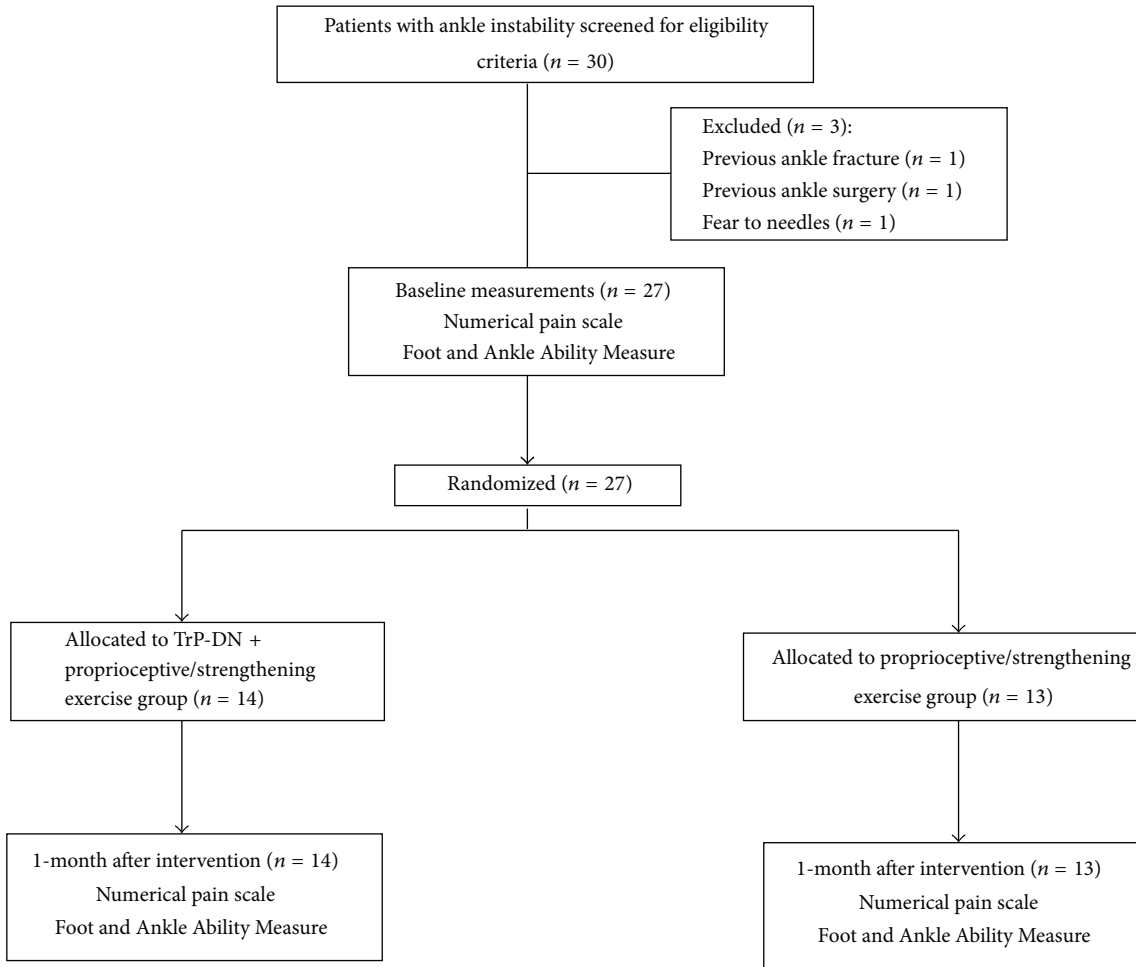 Patients with ankle instability screened for eligibility
criteria (n = 30)
Excluded (n = 3):
Previous ankle fracture (n = 1)
Previous ankle surgery (n = 1)
Fear to needles (n = 1)
Baseline measurements (n = 27)
Numerical pain scale
Foot and Ankle Ability Measure
Randomized (n = 27)
Allocated to TrP-DN +
proprioceptive/strengthening
exercise group (n = 14)
Allocated to proprioceptive/strengthening
exercise group (n = 13)
1-month after intervention (n = 14)
Numerical pain scale
Foot and Ankle Ability Measure
1-month after intervention (n = 13)
Numerical pain scale
Foot and Ankle Ability Measure